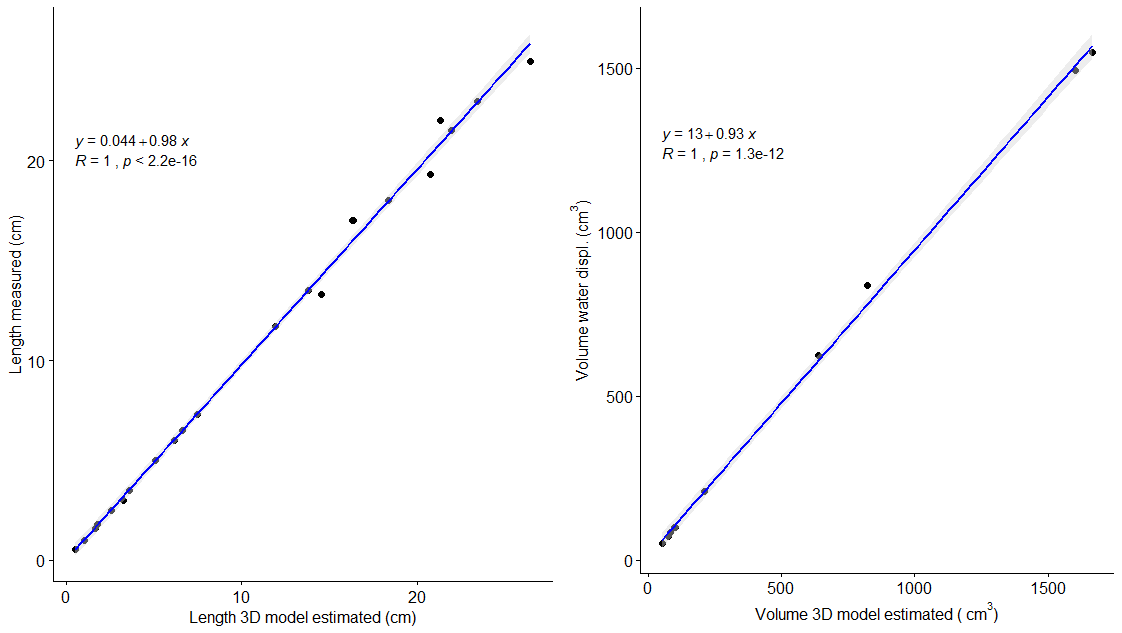 y = 0.044 + 0.98 x
R = 1 , p < 2.2e-16
20
10
0
0 10 20
Length measured (cm)
Length 3D model estimated (cm)
y = 13 + 0.93 x
R = 1 , p = 1.3e-12
1500
1000
500
0
0 500 1000 1500
Volume water displ. (cm³)
Volume 3D model estimated ( cm³)